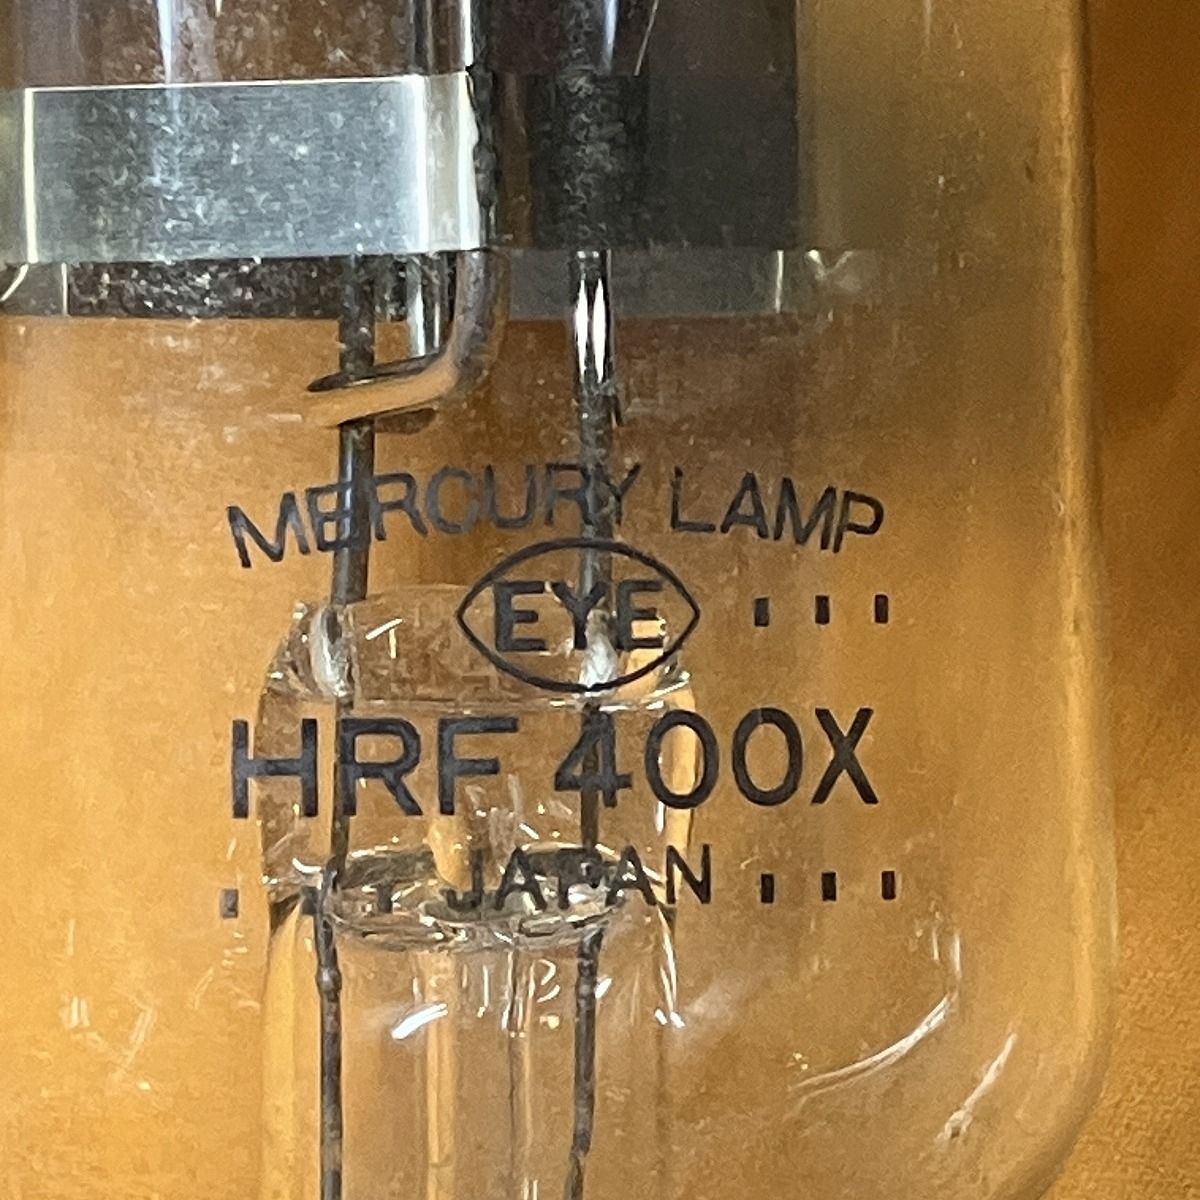 MERCURY LAMP
EYE
HRF 400X
JAPAN